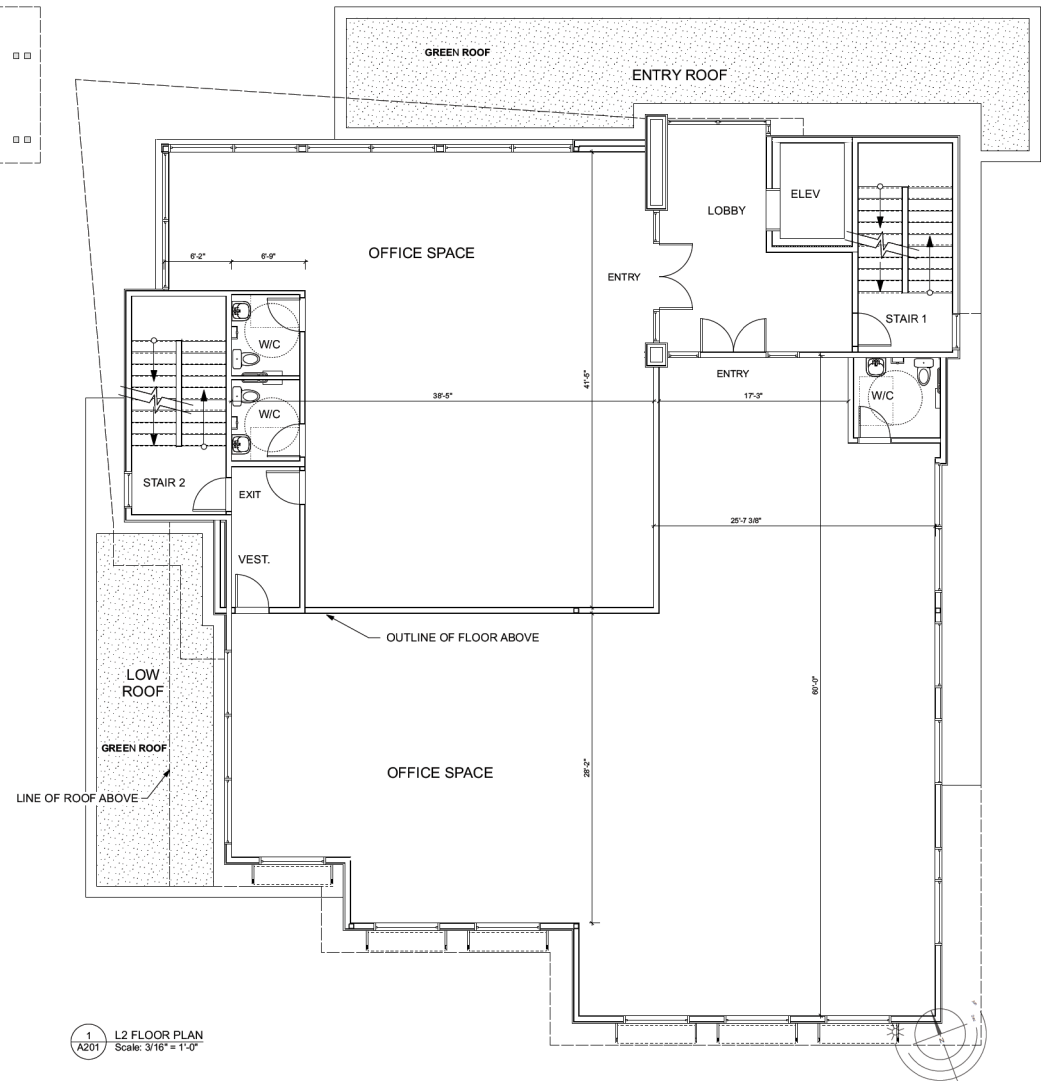 GREEN ROOF
ENTRY ROOF
ELEV
LOBBY
OFFICE SPACE
6'-2"
6'-9"
ENTRY
STAIR 1
W/C
ENTRY
41'-5"
38'-5"
17'-3"
W/C
W/C
STAIR 2
EXIT
25'-7 3/8"
VEST.
OUTLINE OF FLOOR ABOVE
LOW
ROOF
60'-0"
GREEN ROOF
OFFICE SPACE
28'-2"
LINE OF ROOF ABOVE
1
A201
L2 FLOOR PLAN
Scale: 3/16" = 1'-0"
N